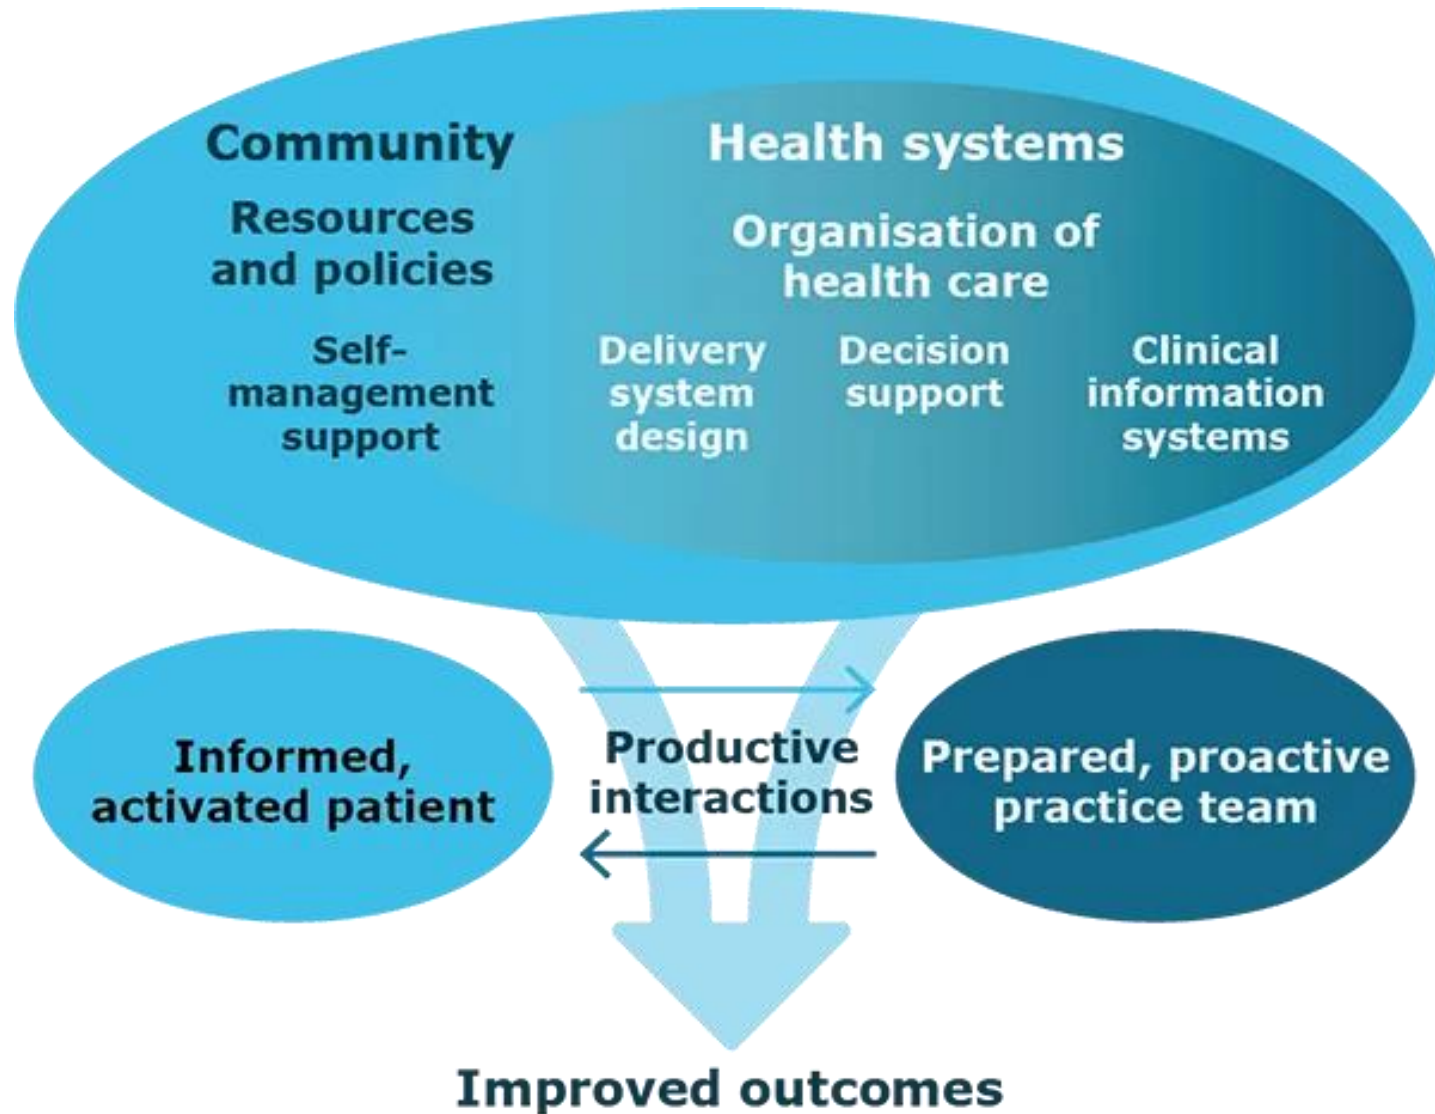 Community
Resources
and policies
Self-
management
support
Health systems
Organisation of
health care
Delivery
system
design
Decision
support
Clinical
information
systems
Informed,
activated patient
Productive
interactions
Prepared, proactive
practice team
Improved outcomes